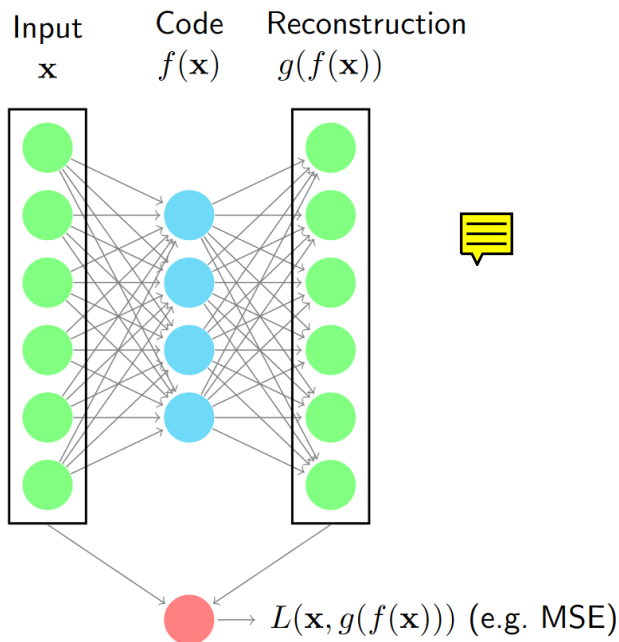 Input Code Reconstruction
x f(x) g(f(x))
L(x, g(f(x))) (e.g. MSE)